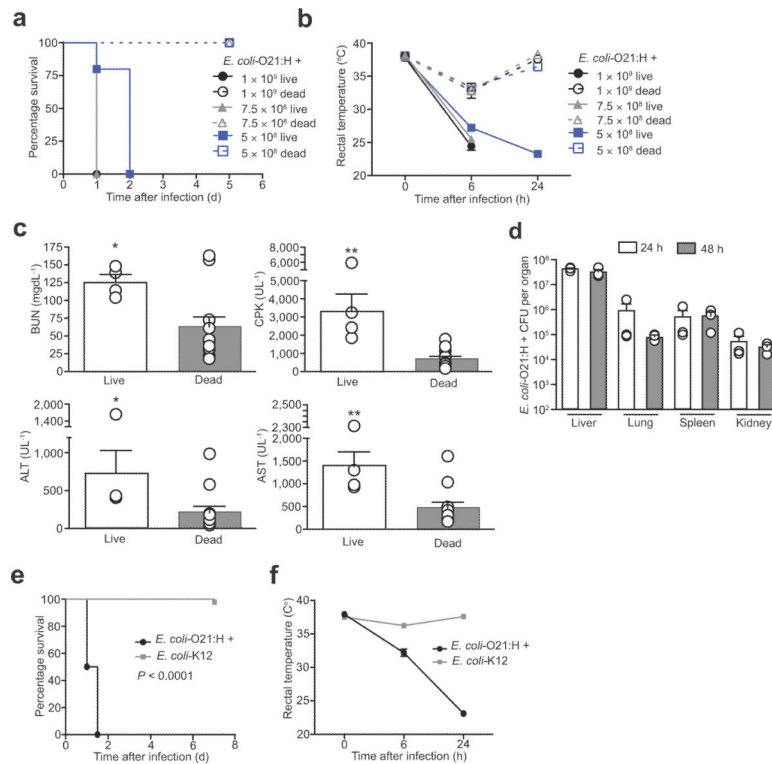 a
Percentage survival
100
75
50
25
0
0 1 2 3 4 5 6
Time after infection (d)
E. coli-O21:H +
1 × 10⁹ live
1 × 10⁹ dead
7.5 × 10⁸ live
7.5 × 10⁸ dead
5 × 10⁸ live
5 × 10⁸ dead
b
Rectal temperature (°C)
40
35
30
25
20
0 6 24
Time after infection (h)
E. coli-O21:H +
1 × 10⁹ live
1 × 10⁹ dead
7.5 × 10⁸ live
7.5 × 10⁸ dead
5 × 10⁸ live
5 × 10⁸ dead
c
BUN (mgdL⁻¹)
175
150
125
100
75
50
25
0
*
Live Dead
CPK (UL⁻¹)
8,000
6,000
5,000
4,000
3,000
2,000
1,000
0
**
Live Dead
ALT (UL⁻¹)
2,000
1,400
1,000
500
0
*
Live Dead
AST (UL⁻¹)
2,500
2,300
1,500
1,000
500
0
**
Live Dead
d
24 h 48 h
E. coli-O21:H + CFU per organ
10⁸
10⁷
10⁶
10⁵
10⁴
10³
10²
Liver Lung Spleen Kidney
e
Percentage survival
100
75
50
25
0
0 2 4 6 8
Time after infection (d)
E. coli-O21:H +
E. coli-K12
P < 0.0001
f
Rectal temperature (C°)
40
35
30
25
20
0 6 24
Time after infection (h)
E. coli-O21:H +
E. coli-K12